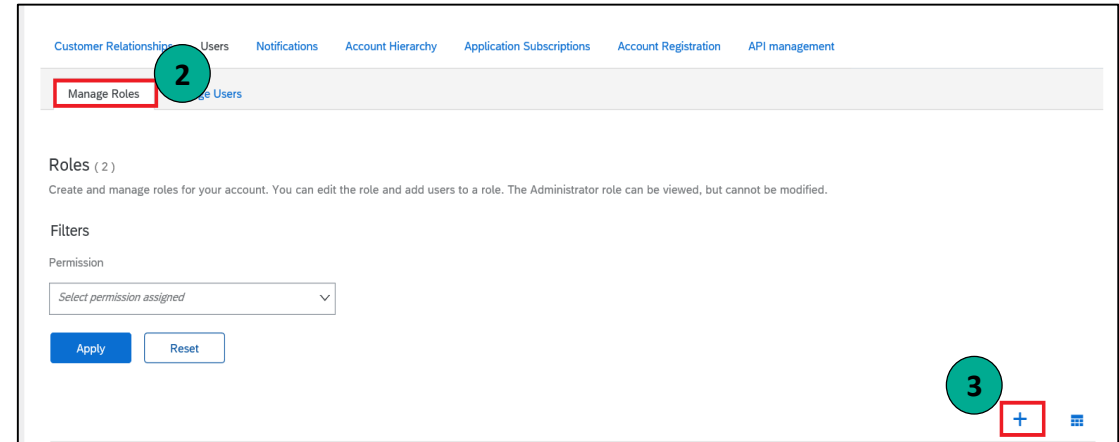 Customer Relationships Users Notifications Account Hierarchy Application Subscriptions Account Registration API management
2
Manage Roles Users
Roles ( 2 )
Create and manage roles for your account. You can edit the role and add users to a role. The Administrator role can be viewed, but cannot be modified.
Filters
Permission
Select permission assigned
Apply Reset
3
+